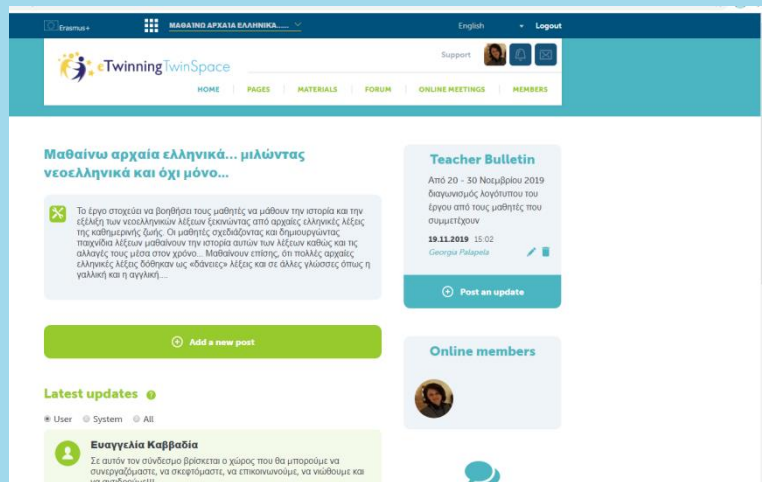 Erasmus+
ΜΑΘΑΙΝΩ ΑΡΧΑΙΑ ΕΛΛΗΝΙΚΑ.....
English
Logout
eTwinningTwinSpace
Support
HOME
PAGES
MATERIALS
FORUM
ONLINE MEETINGS
MEMBERS
Μαθαίνω αρχαία ελληνικά... μιλώντας
νεοελληνικά και όχι μόνο...
Το έργο στοχεύει να βοηθήσει τους μαθητές να μάθουν την ιστορία και την
εξέλιξη των νεοελληνικών λέξεων ξεκινώντας από αρχαίες ελληνικές λέξεις
της καθημερινής ζωής. Οι μαθητές σχεδιάζοντας και δημιουργώντας
παιχνίδια λέξεων μαθαίνουν την ιστορία αυτών των λέξεων καθώς και τις
αλλαγές τους μέσα στον χρόνο... Μαθαίνουν επίσης, ότι πολλές αρχαίες
ελληνικές λέξεις δόθηκαν ως «δάνειες» λέξεις και σε άλλες γλώσσες όπως η
γαλλική και η αγγλική....
Add a new post
Latest updates
User
System
All
Ευαγγελία Καββαδία
Σε αυτόν τον σύνδεσμο βρίσκεται ο χώρος που θα μπορούμε να
συνεργαζόμαστε, να σκεφτόμαστε, να επικοινωνούμε, να νιώθουμε και
να αντιδρούμε!!!
Teacher Bulletin
Από 20 - 30 Νοεμβρίου 2019
διαγωνισμός λογότυπου του
έργου από τους μαθητές που
συμμετέχουν
19.11.2019 15:02
Georgia Palapela
Post an update
Online members